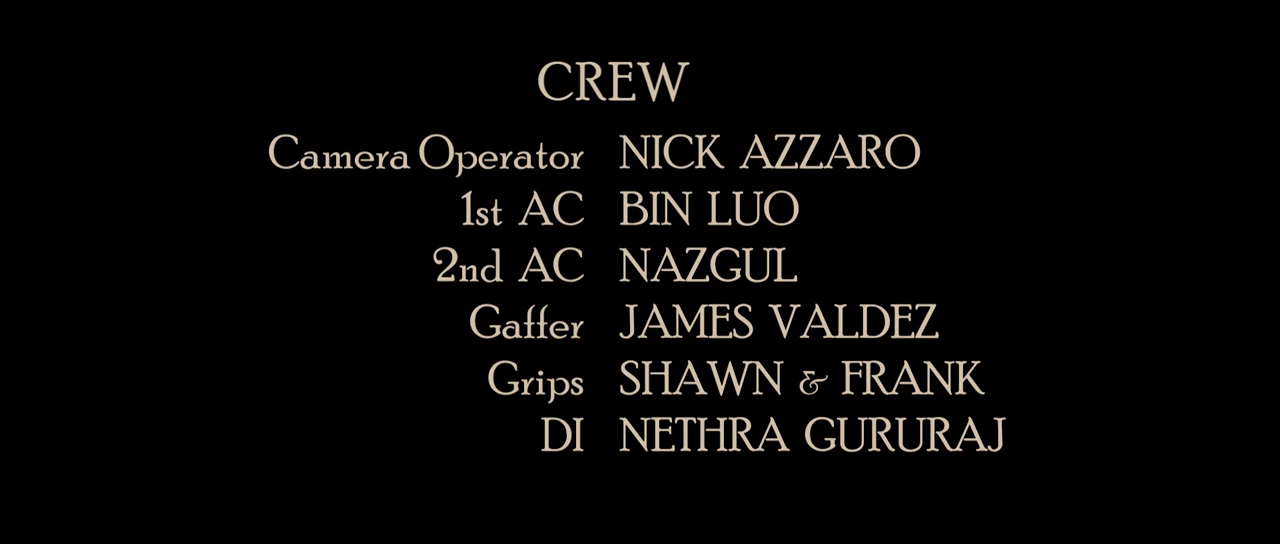 CREW
Camera Operator NICK AZZARO
1st AC BIN LUO
2nd AC NAZGUL
Gaffer JAMES VALDEZ
Grips SHAWN & FRANK
DI NETHRA GURURAJ